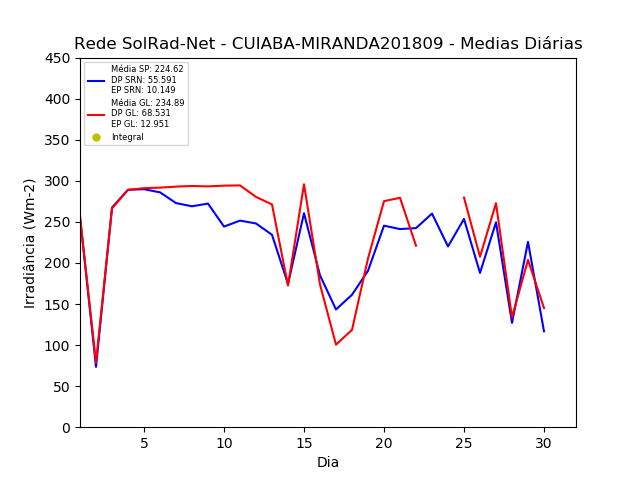 Rede SolRad-Net - CUIABA-MIRANDA201809 - Medias Diárias
450
400
350
300
250
200
150
100
50
0
Irradiância (Wm-2)
Média SP: 224.62
DP SRN: 55.591
EP SRN: 10.149
Média GL: 234.89
DP GL: 68.531
EP GL: 12.951
Integral
5
10
15
20
25
30
Dia